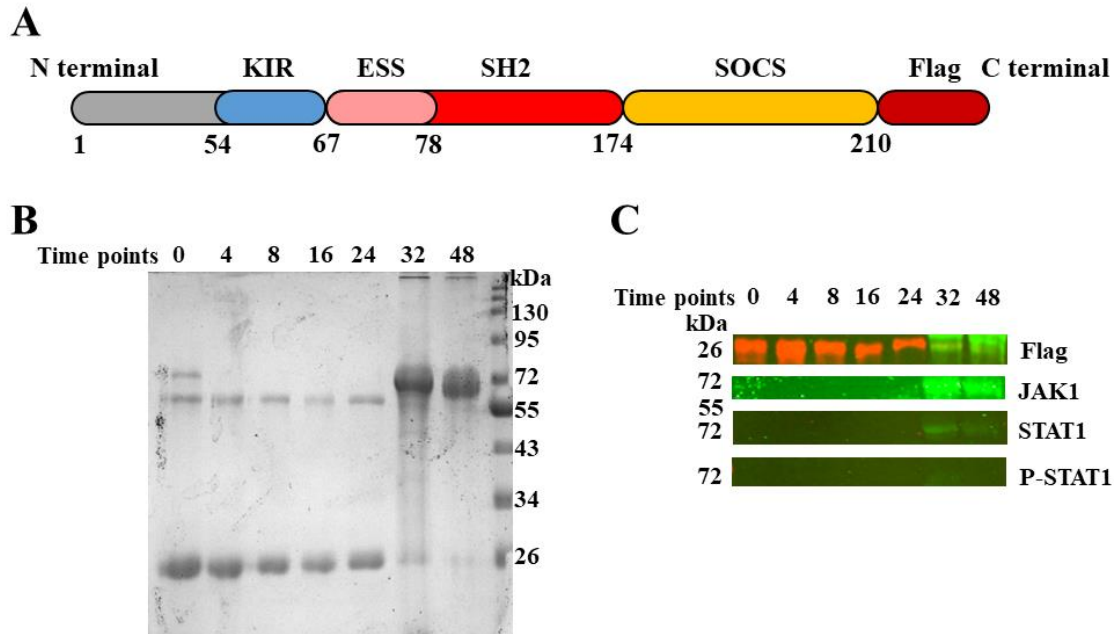 A
N terminal KIR ESS SH2 SOCS Flag C terminal
1 54 67 78 174 210
B
Time points 0 4 8 16 24 32 48
kDa
130
95
72
55
43
34
26
C
Time points 0 4 8 16 24 32 48
kDa
26 Flag
72 JAK1
55
72 STAT1
72 P-STAT1